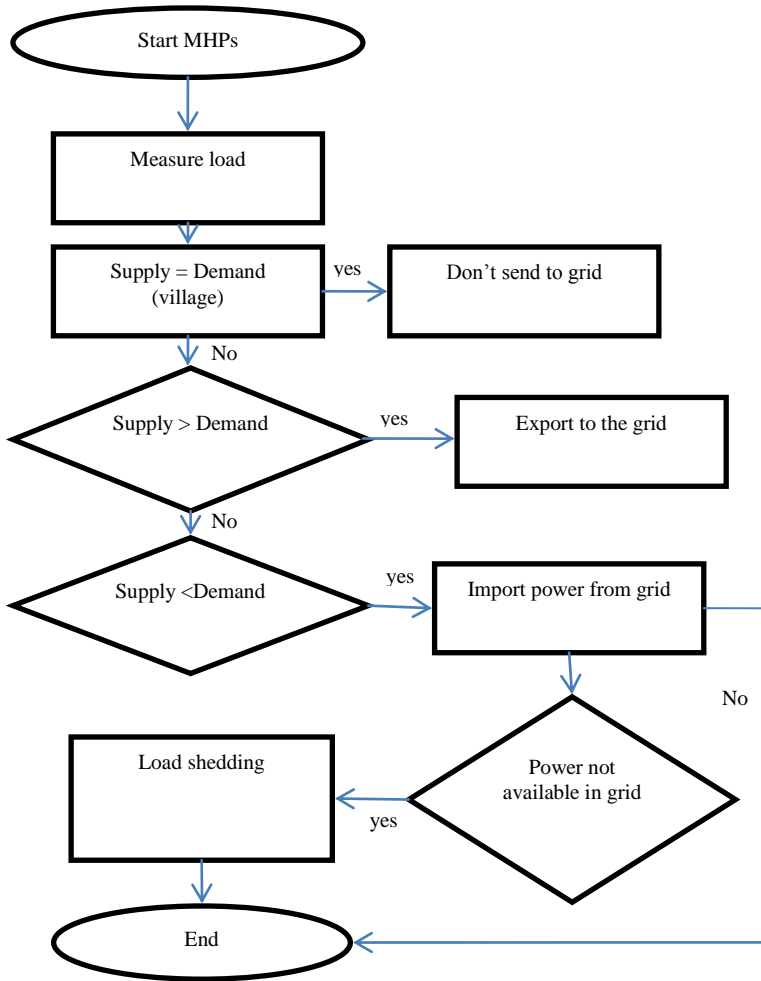 Start MHPs
Measure load
Supply = Demand
(village)
yes
Don’t send to grid
No
Supply > Demand
yes
Export to the grid
No
Supply <Demand
yes
Import power from grid
No
Load shedding
Power not
available in grid
yes
End